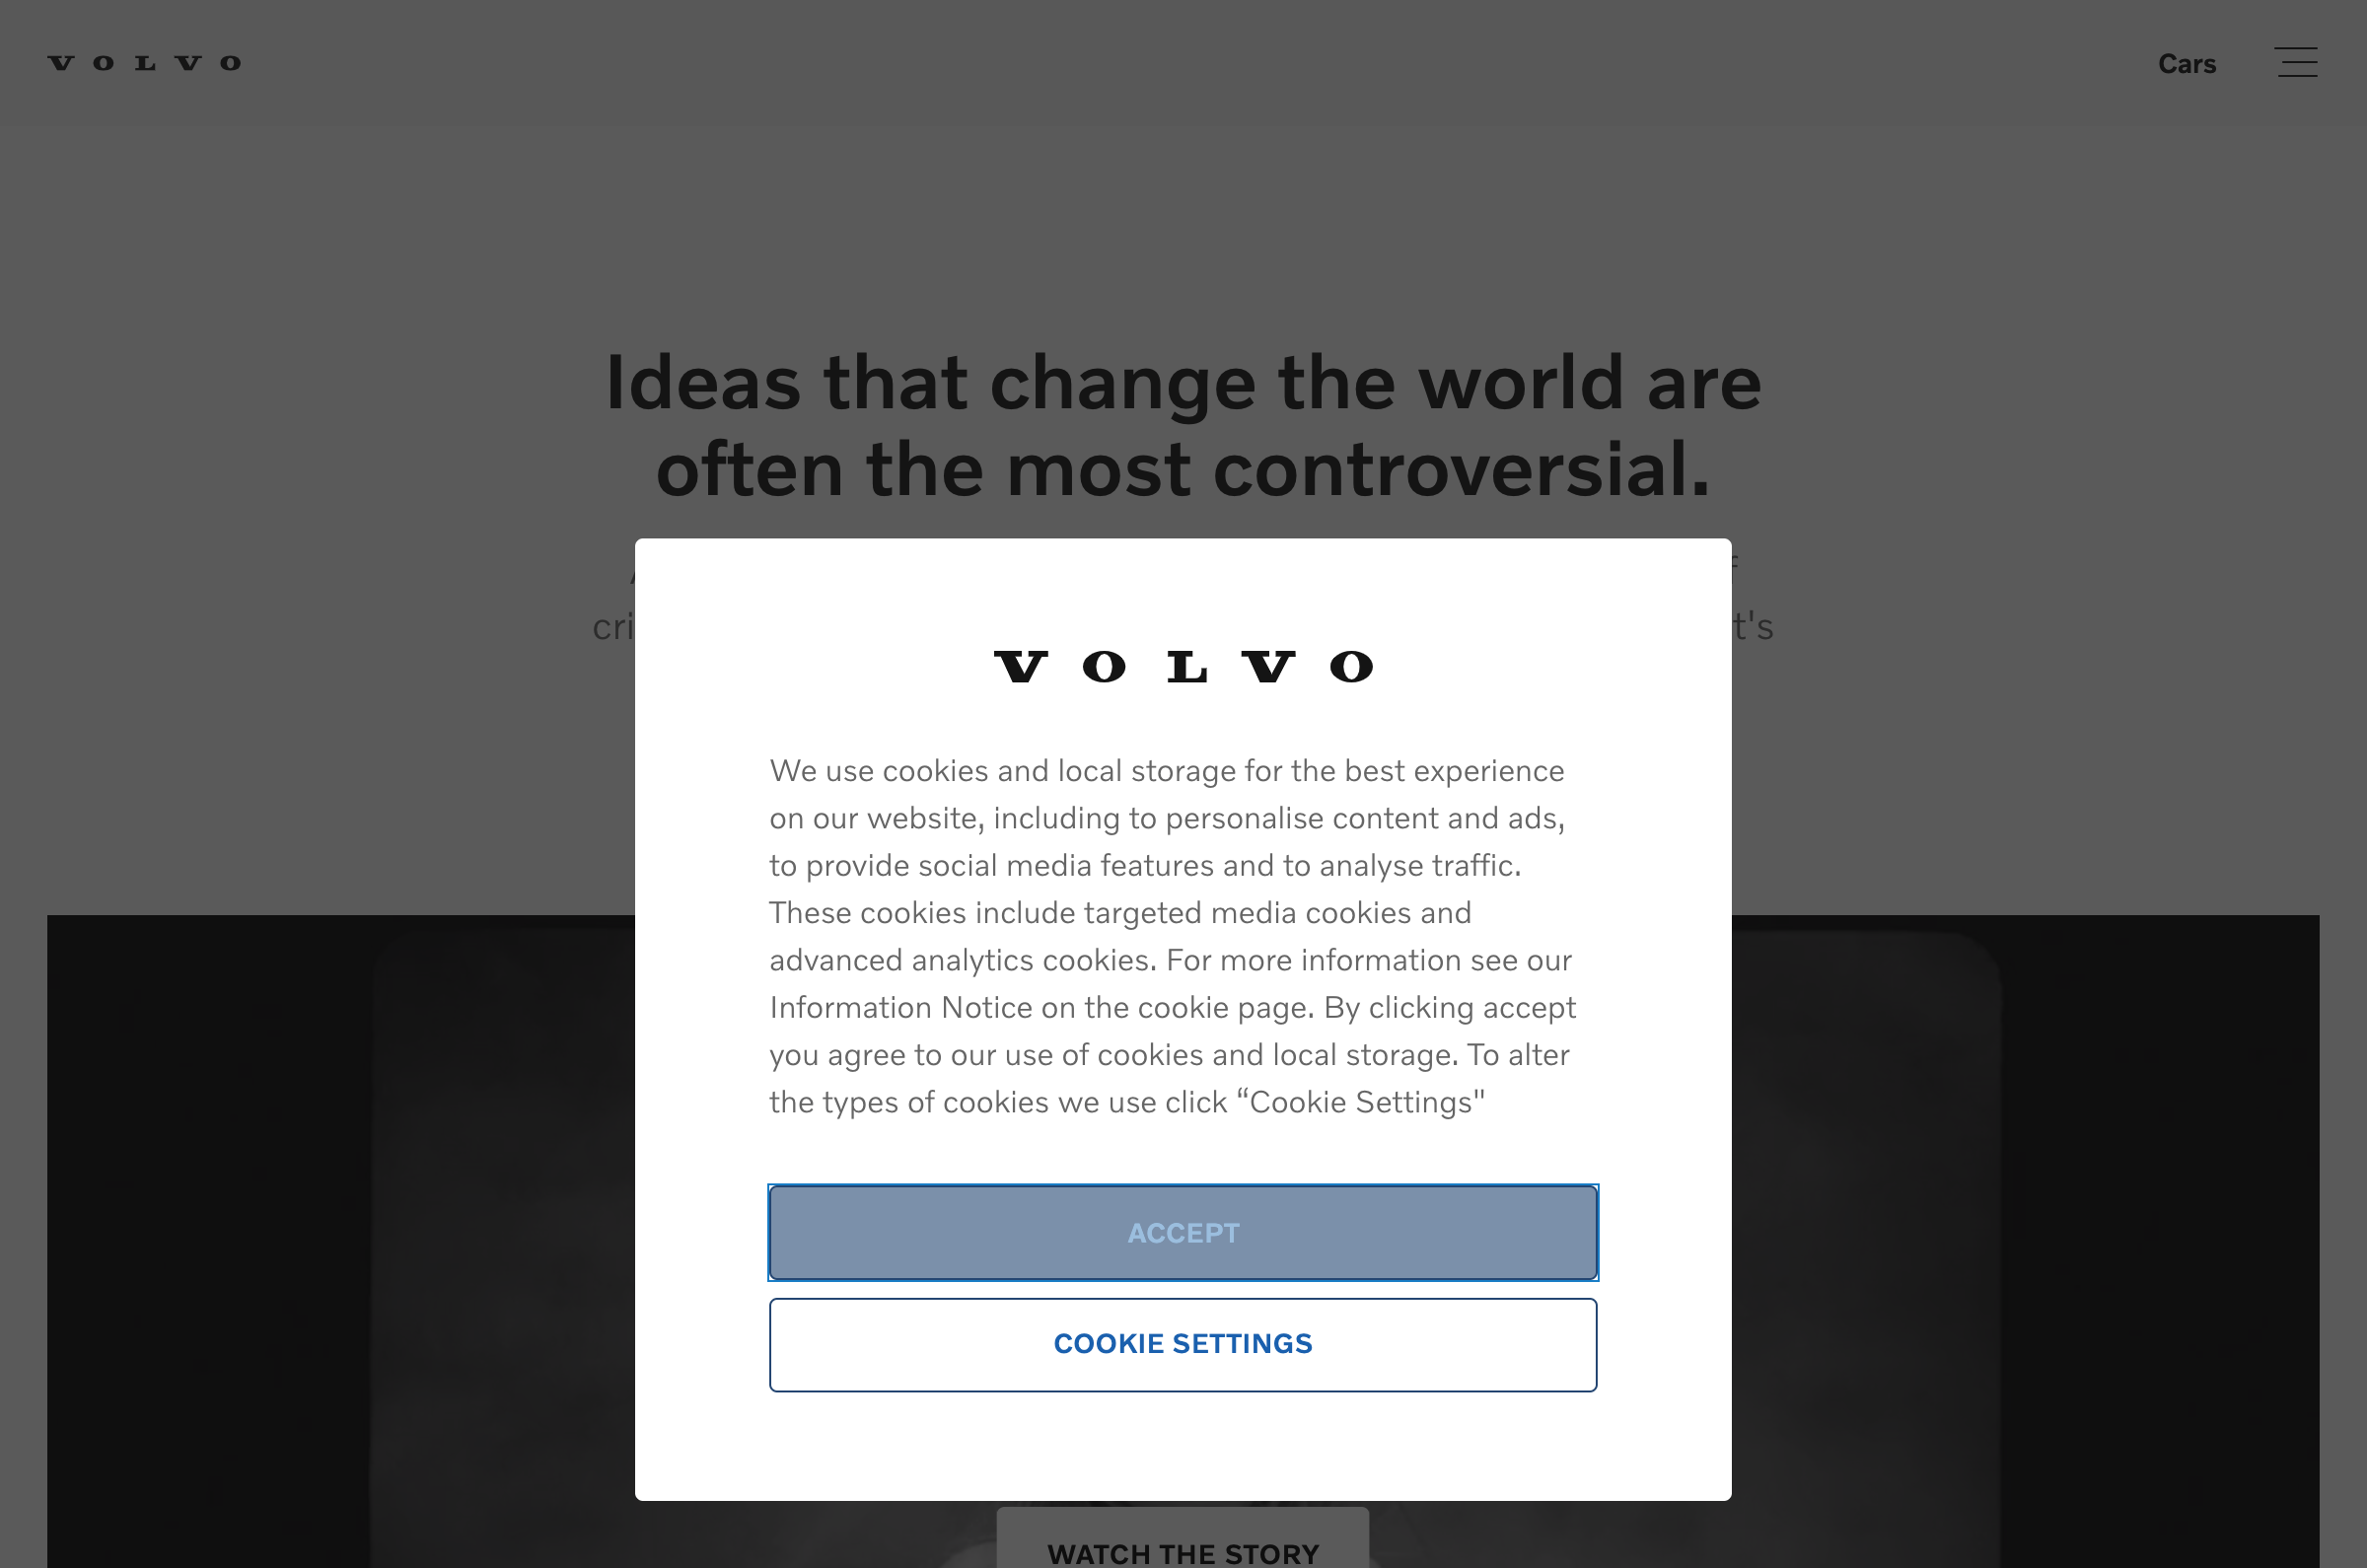 VOLVO
Cars
Ideas that change the world are
often the most controversial.
cri
t's
VOLVO
We use cookies and local storage for the best experience
on our website, including to personalise content and ads,
to provide social media features and to analyse traffic.
These cookies include targeted media cookies and
advanced analytics cookies. For more information see our
Information Notice on the cookie page. By clicking accept
you agree to our use of cookies and local storage. To alter
the types of cookies we use click “Cookie Settings"
ACCEPT
COOKIE SETTINGS
WATCH THE STORY